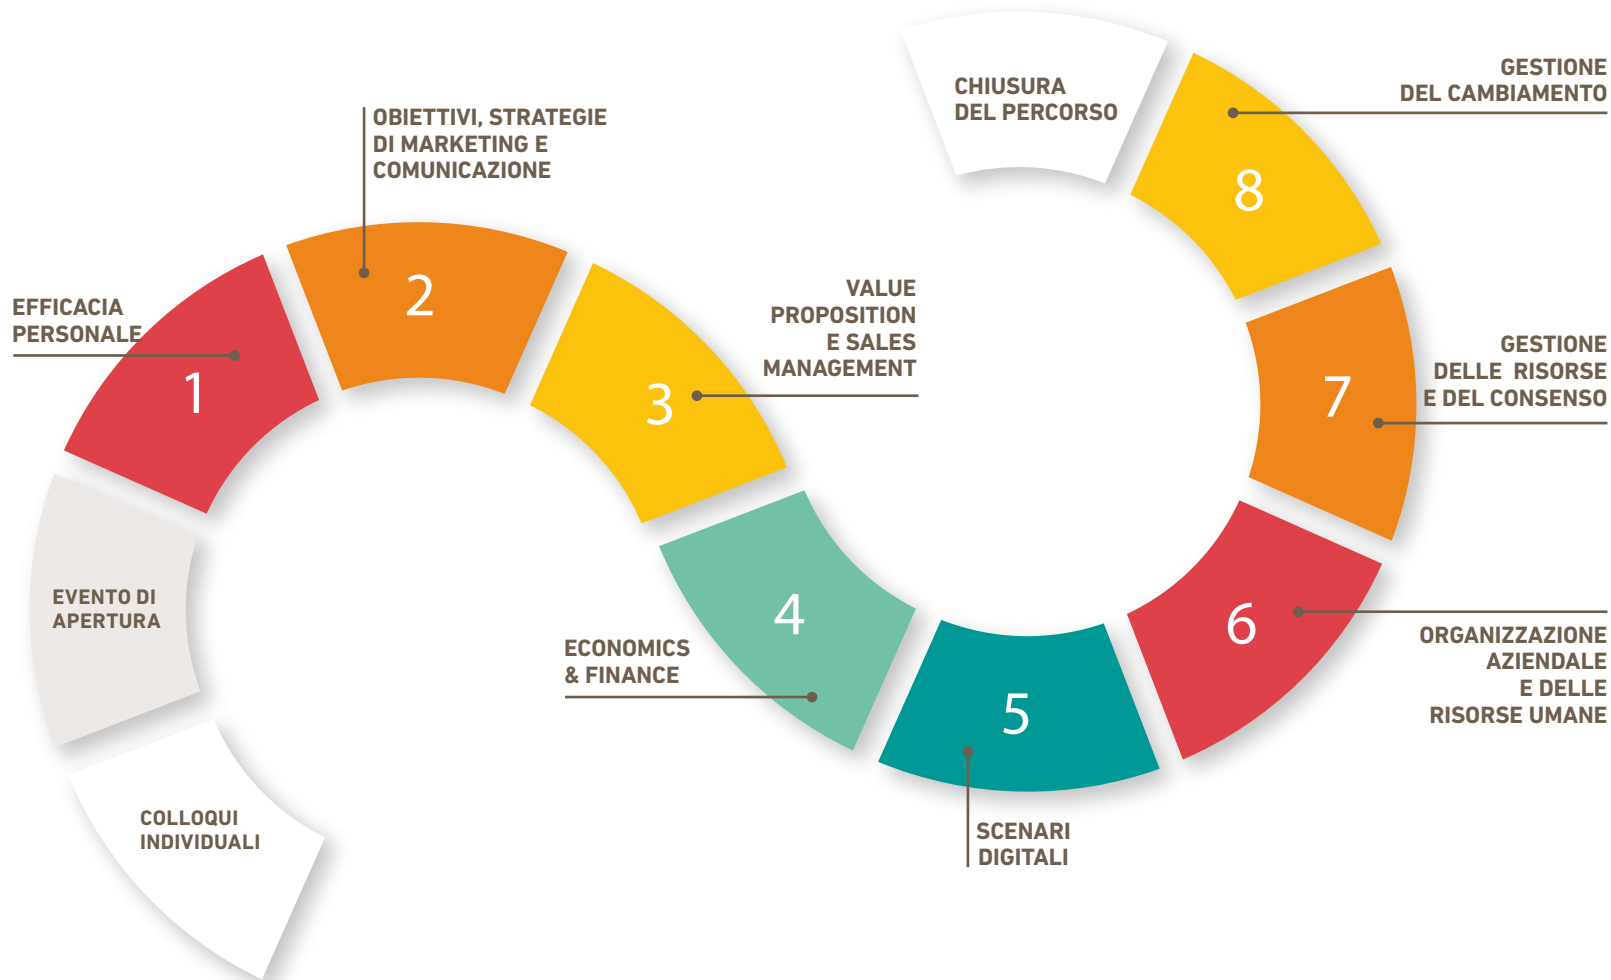 COLLOQUI
INDIVIDUALI
EVENTO DI
APERTURA
EFFICACIA
PERSONALE
1
OBIETTIVI, STRATEGIE
DI MARKETING E
COMUNICAZIONE
2
VALUE
PROPOSITION
E SALES
MANAGEMENT
3
ECONOMICS
& FINANCE
4
SCENARI
DIGITALI
5
ORGANIZZAZIONE
AZIENDALE
E DELLE
RISORSE UMANE
6
GESTIONE
DELLE RISORSE
E DEL CONSENSO
7
GESTIONE
DEL CAMBIAMENTO
8
CHIUSURA
DEL PERCORSO